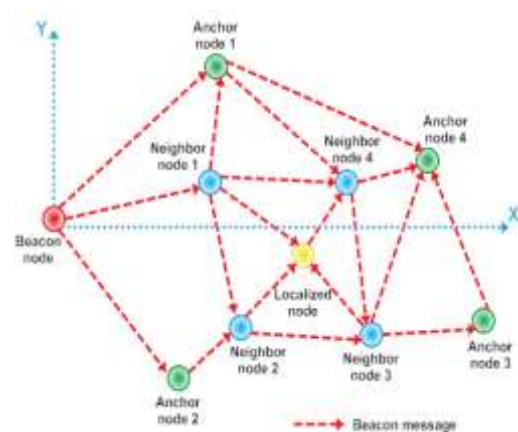 Y
Anchor
node 1
Anchor
node 4
Neighbor
node 1
Neighbor
node 4
X
Beacon
node
Localized
node
Neighbor
node 2
Neighbor
node 3
Anchor
node 3
Anchor
node 2
Beacon message